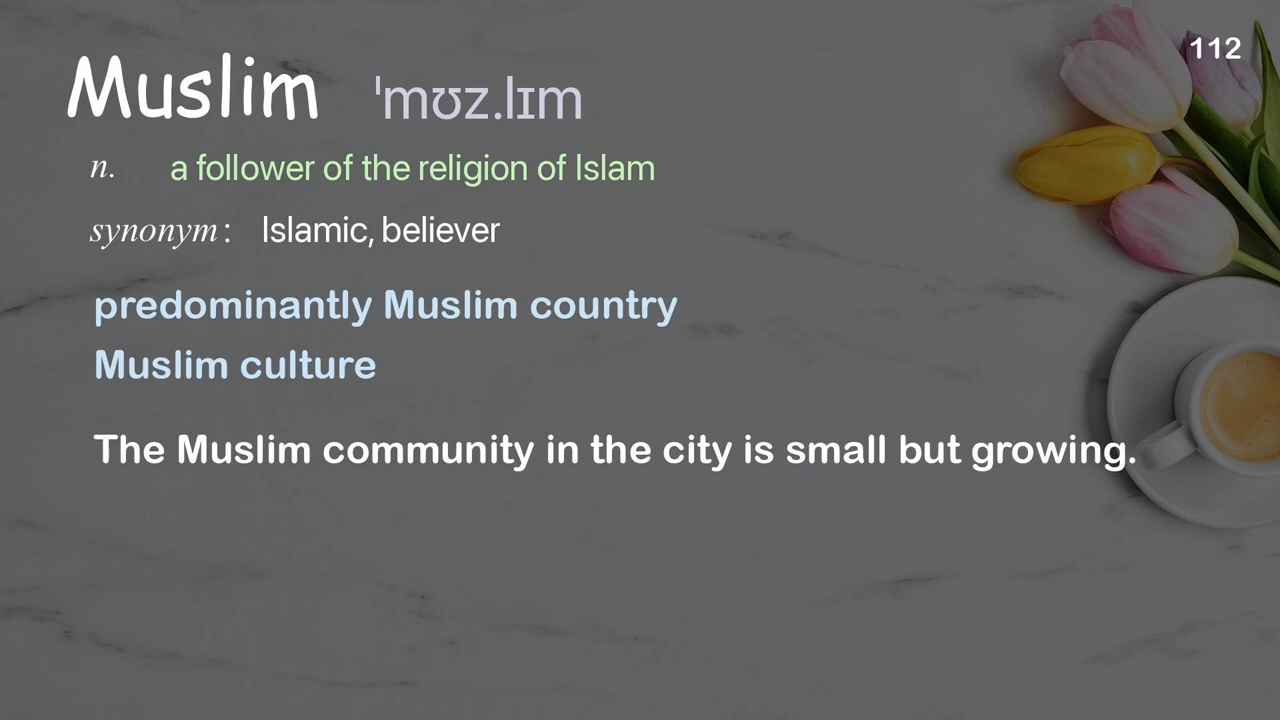 112
Muslim ˈmʊz.lɪm
n. a follower of the religion of Islam
synonym: Islamic, believer
predominantly Muslim country
Muslim culture
The Muslim community in the city is small but growing.